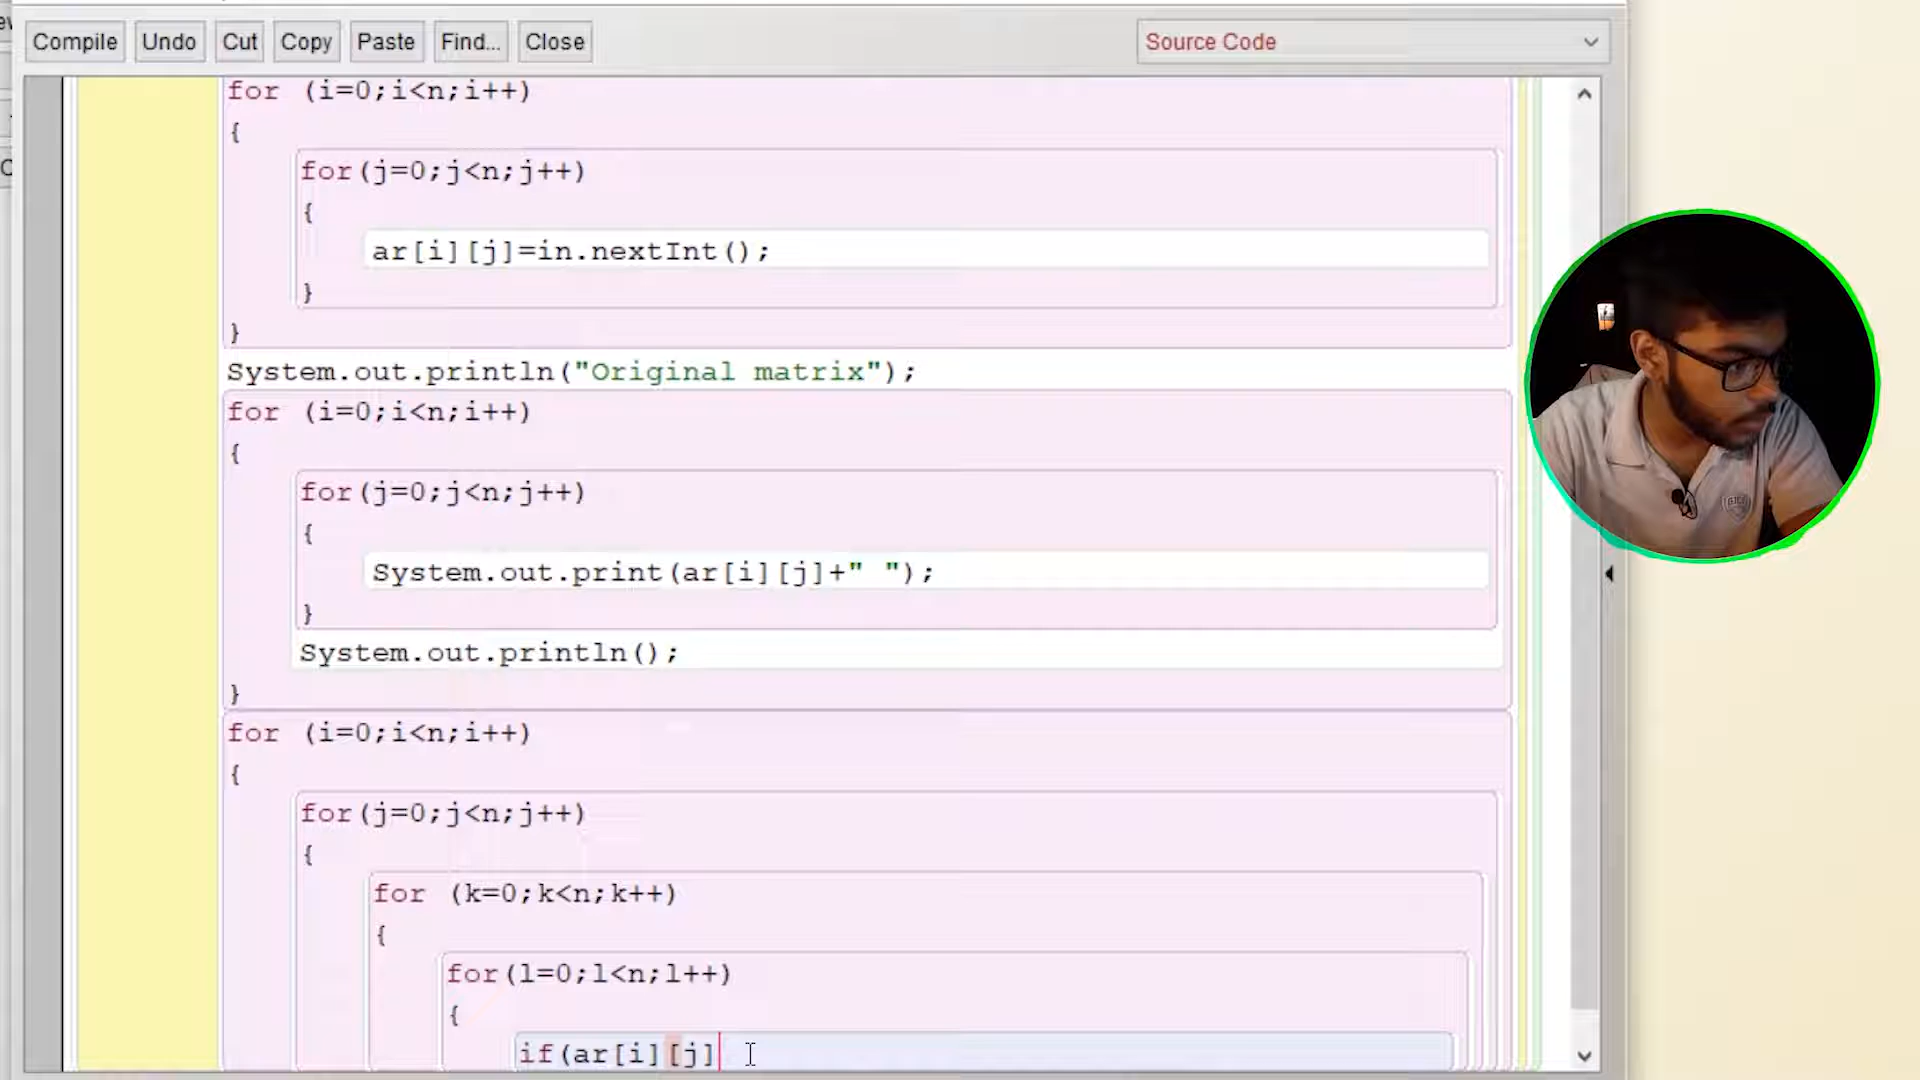 Compile Undo Cut Copy Paste Find... Close Source Code
for (i=0;i<n;i++)
{
for(j=0;j<n;j++)
{
ar[i][j]=in.nextInt();
}
}
System.out.println("Original matrix");
for (i=0;i<n;i++)
{
for(j=0;j<n;j++)
{
System.out.print(ar[i][j]+" ");
}
System.out.println();
}
for (i=0;i<n;i++)
{
for(j=0;j<n;j++)
{
for (k=0;k<n;k++)
{
for(l=0;l<n;l++)
{
if(ar[i][j]